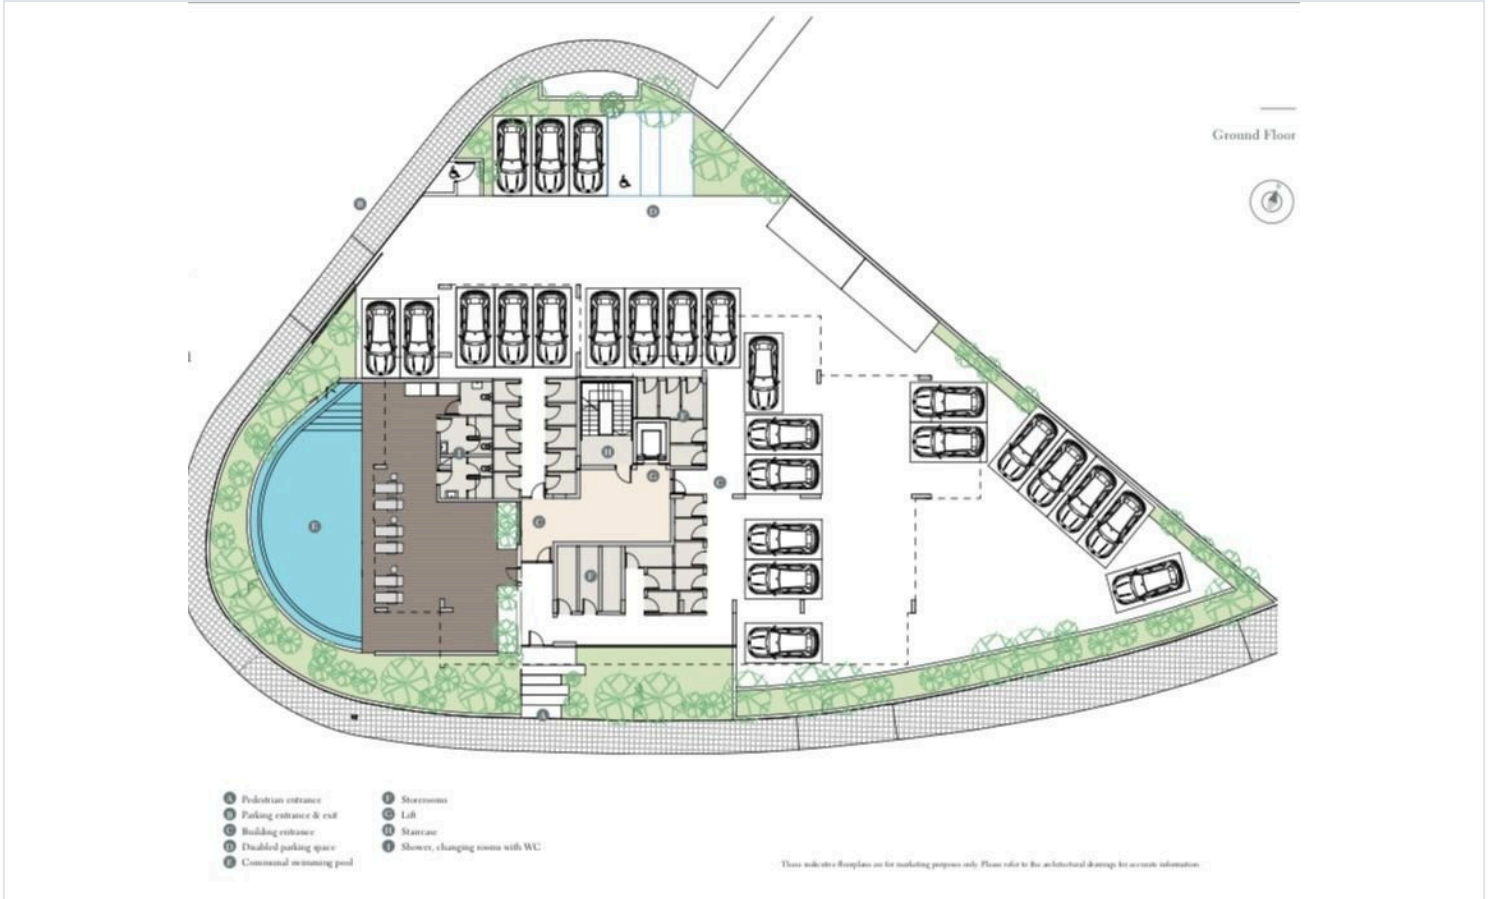 Ground Floor
B
D
F
I
H
G
C
E
C
F
A
A Pedestrian entrance
B Parking entrance & exit
C Building entrance
D Disabled parking space
E Communal swimming pool
F Storerooms
G Lift
H Staircase
I Shower, changing rooms with WC
These indicative floorplans are for marketing purposes only. Please refer to the architectural drawings for accurate information.